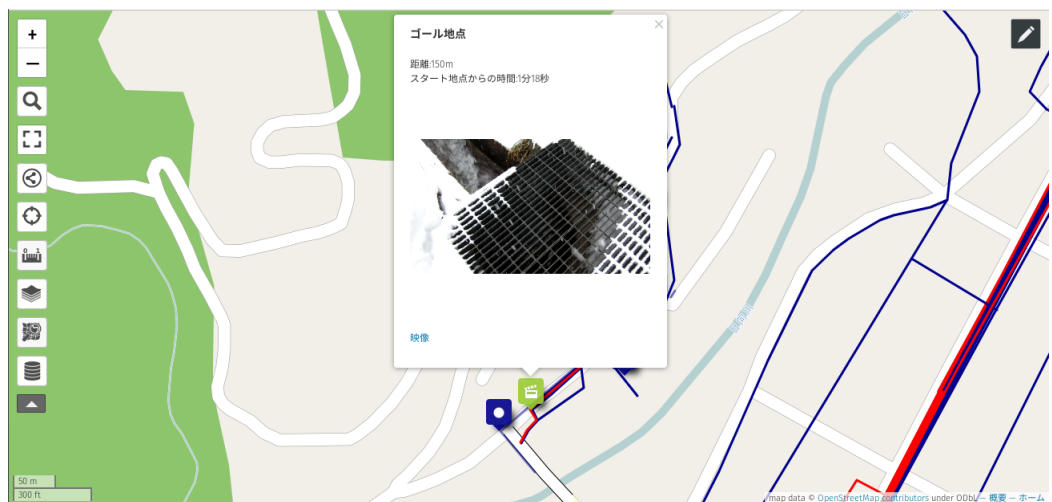 ゴール地点
距離:150m
スタート地点からの時間:1分18秒
映像
0 1
50 m
300 ft
map data © OpenStreetMap contributors under ODbL — 概要 — ホーム